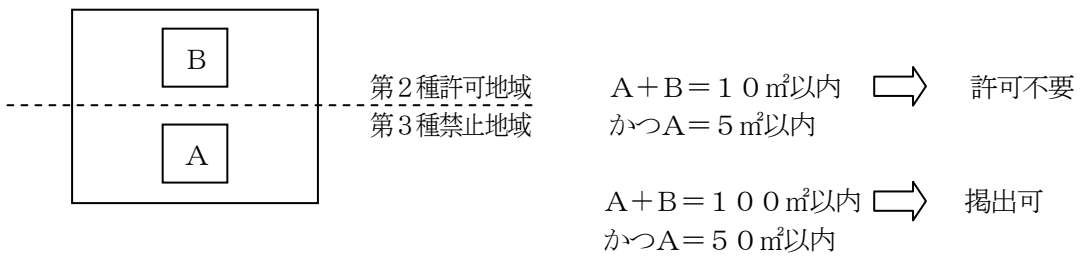 B
第２種許可地域
第３種禁止地域
A
A＋B＝１０㎡以内 許可不要
かつA＝５㎡以内
A＋B＝１００㎡以内 掲出可
かつA＝５０㎡以内